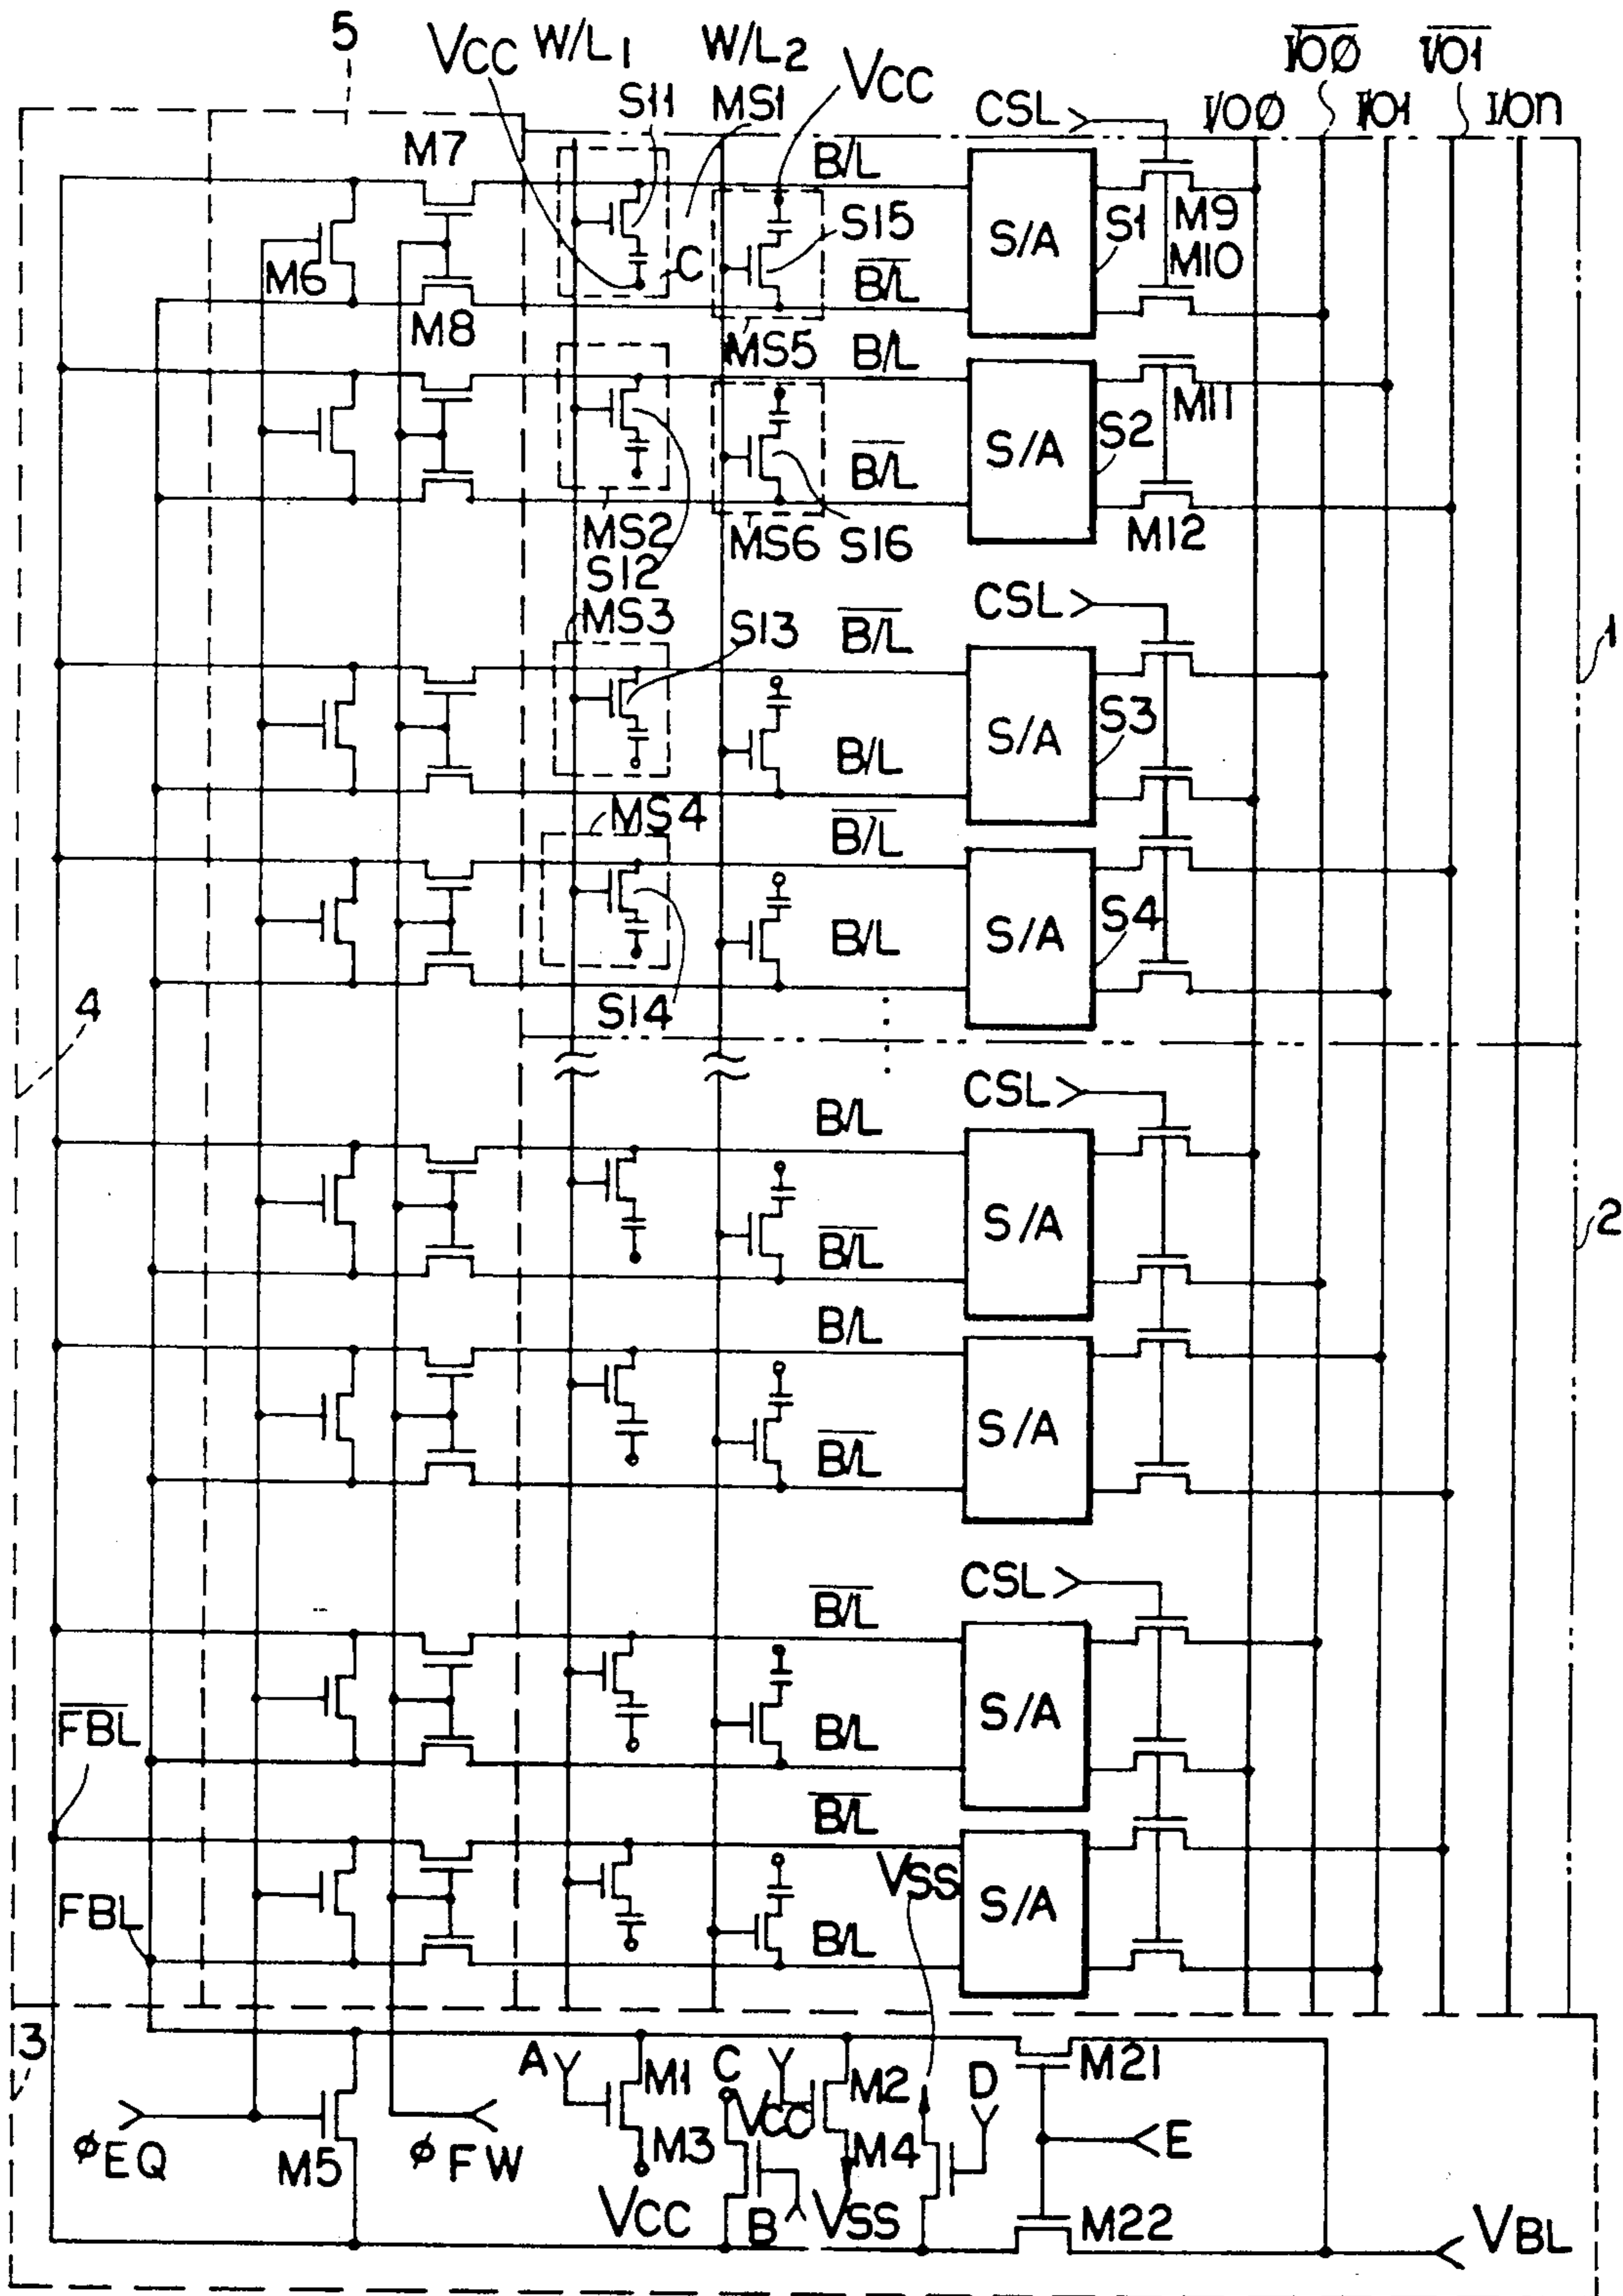 5
VCC
W/L1
W/L2
VCC
I/OØ
I/OØ
I/O1
I/O1
I/On
S11
MS1
CSL
M7
B/L
M9
S/A
S1
S15
M10
M6
C
B/L
M8
MS5
B/L
M11
S/A
S2
B/L
MS2
MS6
S16
M12
S12
MS3
S13
CSL
B/L
1
S/A
S3
B/L
MS4
B/L
S/A
S4
B/L
4
S14
CSL
B/L
S/A
2
B/L
B/L
S/A
B/L
CSL
B/L
S/A
FBL
B/L
B/L
VSS
S/A
FBL
B/L
3
A
M1
C
M2
D
M21
VCC
E
ϕEQ
M5
ϕFW
M3
M4
VCC
B
VSS
M22
VBL